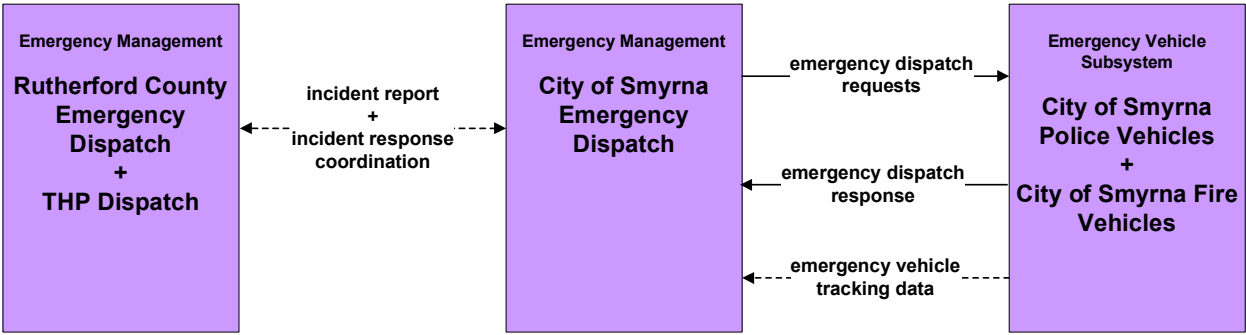 Emergency Management
Rutherford County
Emergency
Dispatch
+
THP Dispatch
incident report
+
incident response
coordination
Emergency Management
City of Smyrna
Emergency
Dispatch
emergency dispatch
requests
emergency dispatch
response
emergency vehicle
tracking data
Emergency Vehicle
Subsystem
City of Smyrna
Police Vehicles
+
City of Smyrna Fire
Vehicles